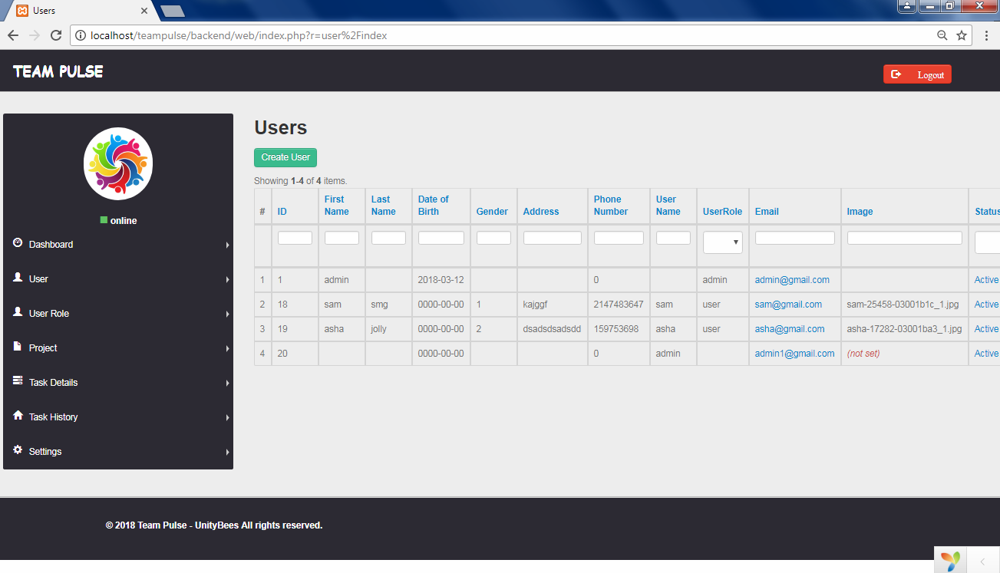 Users
localhost/teampulse/backend/web/index.php?r=user%2Findex
TEAM PULSE
Logout
online
Dashboard
User
User Role
Project
Task Details
Task History
Settings
Users
Create User
Showing 1-4 of 4 items.
# ID First Name Last Name Date of Birth Gender Address Phone Number User Name UserRole Email Image Status
1 1 admin 2018-03-12 0 admin admin@gmail.com Active
2 18 sam smg 0000-00-00 1 kajggf 2147483647 sam user sam@gmail.com sam-25458-03001b1c_1.jpg Active
3 19 asha jolly 0000-00-00 2 dsadsdsadsdd 159753698 asha user asha@gmail.com asha-17282-03001ba3_1.jpg Active
4 20 0000-00-00 0 admin admin1@gmail.com (not set) Active
© 2018 Team Pulse - UnityBees All rights reserved.